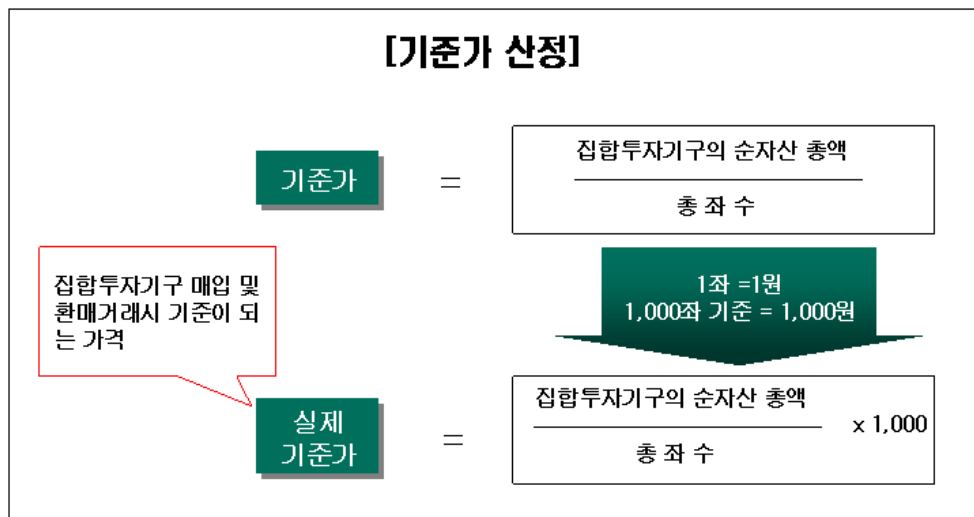 [기준가 산정]
기준가
=
집합투자기구의 순자산 총액
총 좌 수
집합투자기구 매입 및
환매거래시 기준이 되
는 가격
1좌 =1원
1,000좌 기준 = 1,000원
실제
기준가
=
집합투자기구의 순자산 총액
총 좌 수
x 1,000